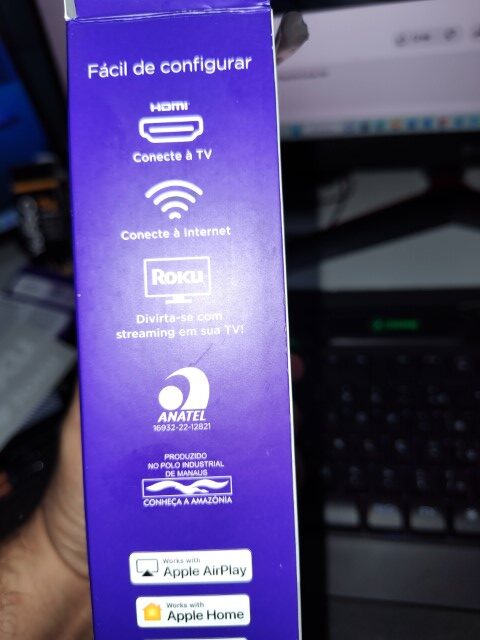 Fácil de configurar
HDMI
Conecte à TV
Conecte à Internet
Roku
Divirta-se com
streaming em sua TV!
ANATEL
16932-22-12821
PRODUZIDO
NO POLO INDUSTRIAL
DE MANAUS
CONHEÇA A AMAZÔNIA
Works with
Apple AirPlay
Works with
Apple Home